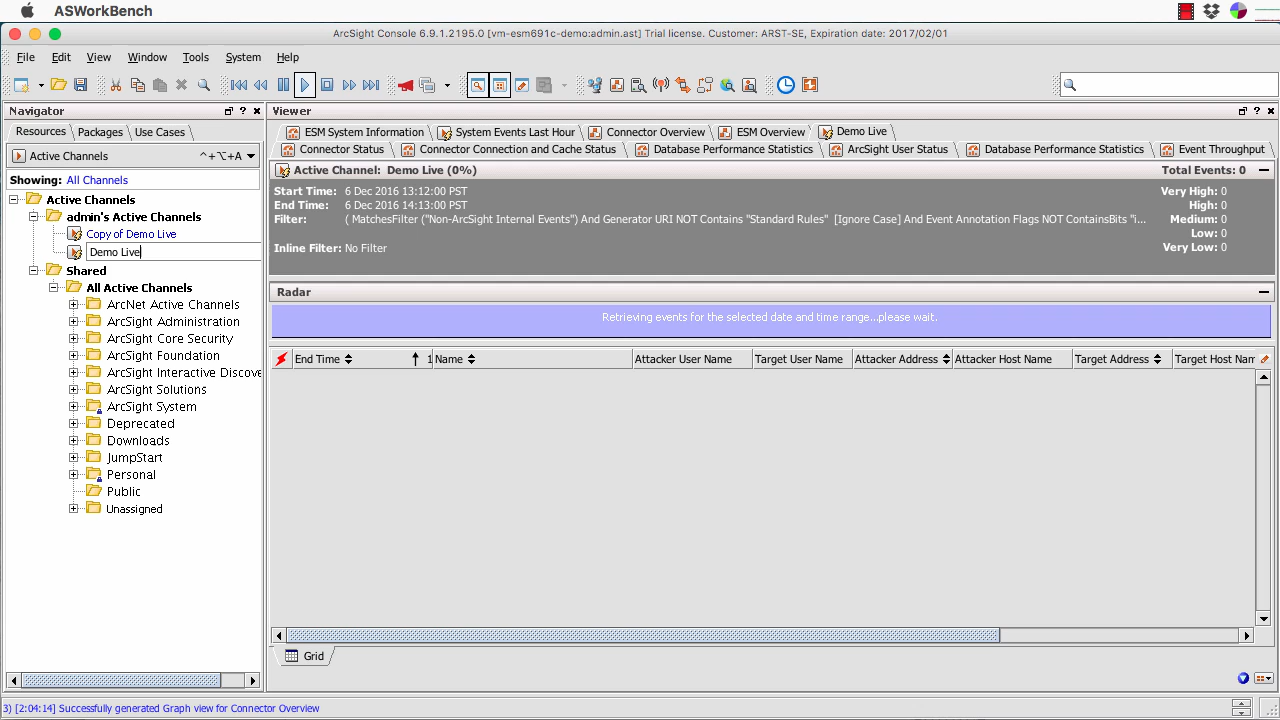 ASWorkBench
ArcSight Console 6.9.1.2195.0 [vm-esm691c-demo:admin.ast] Trial license. Customer: ARST-SE, Expiration date: 2017/02/01
File Edit View Window Tools System Help
Navigator
Viewer
Resources Packages Use Cases
ESM System Information System Events Last Hour Connector Overview ESM Overview Demo Live
Connector Status Connector Connection and Cache Status Database Performance Statistics ArcSight User Status Database Performance Statistics Event Throughput
Active Channels ^+⌥+A
Showing: All Channels
Active Channels
admin's Active Channels
Copy of Demo Live
Demo Live
Shared
All Active Channels
ArcNet Active Channels
ArcSight Administration
ArcSight Core Security
ArcSight Foundation
ArcSight Interactive Discove
ArcSight Solutions
ArcSight System
Deprecated
Downloads
JumpStart
Personal
Public
Unassigned
Active Channel: Demo Live (0%) Total Events: 0
Start Time: 6 Dec 2016 13:12:00 PST Very High: 0
End Time: 6 Dec 2016 14:13:00 PST High: 0
Filter: ( MatchesFilter ("Non-ArcSight Internal Events") And Generator URI NOT Contains "Standard Rules" [Ignore Case] And Event Annotation Flags NOT ContainsBits "i... Medium: 0
Low: 0
Inline Filter: No Filter Very Low: 0
Radar
Retrieving events for the selected date and time range...please wait.
End Time 1 Name Attacker User Name Target User Name Attacker Address Attacker Host Name Target Address Target Host Nam
Grid
3) [2:04:14] Successfully generated Graph view for Connector Overview